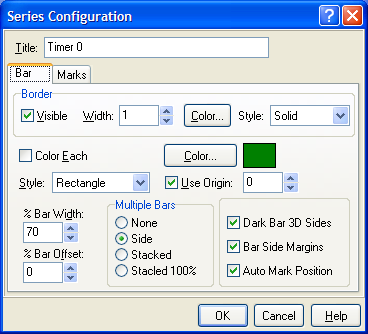 Series Configuration
Title: Timer 0
Bar Marks
Border
Visible Width: 1 Color... Style: Solid
Color Each Color...
Style: Rectangle Use Origin: 0
% Bar Width:
70
% Bar Offset:
0
Multiple Bars
None
Side
Stacked
Stacled 100%
Dark Bar 3D Sides
Bar Side Margins
Auto Mark Position
OK Cancel Help